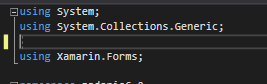 using System;
using System.Collections.Generic;
using Xamarin.Forms;